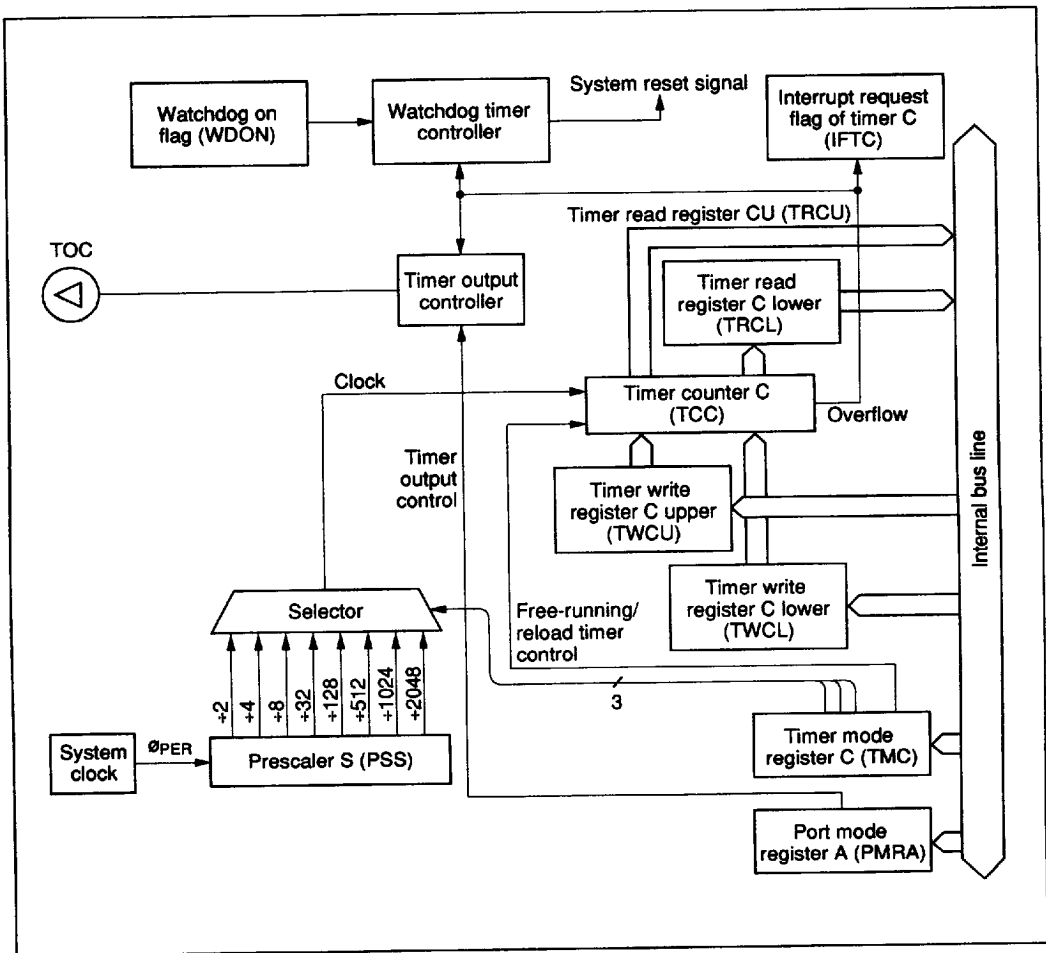 Watchdog on
flag (WDON)
Watchdog timer
controller
System reset signal
Interrupt request
flag of timer C
(IFTC)
Timer read register CU (TRCU)
TOC
Timer output
controller
Timer read
register C lower
(TRCL)
Clock
Timer counter C
(TCC)
Overflow
Timer
output
control
Timer write
register C upper
(TWCU)
Internal bus line
Timer write
register C lower
(TWCL)
Selector
Free-running/
reload timer
control
÷2
÷4
÷8
÷32
÷128
÷512
÷1024
÷2048
3
System
clock
øPER
Prescaler S (PSS)
Timer mode
register C (TMC)
Port mode
register A (PMRA)